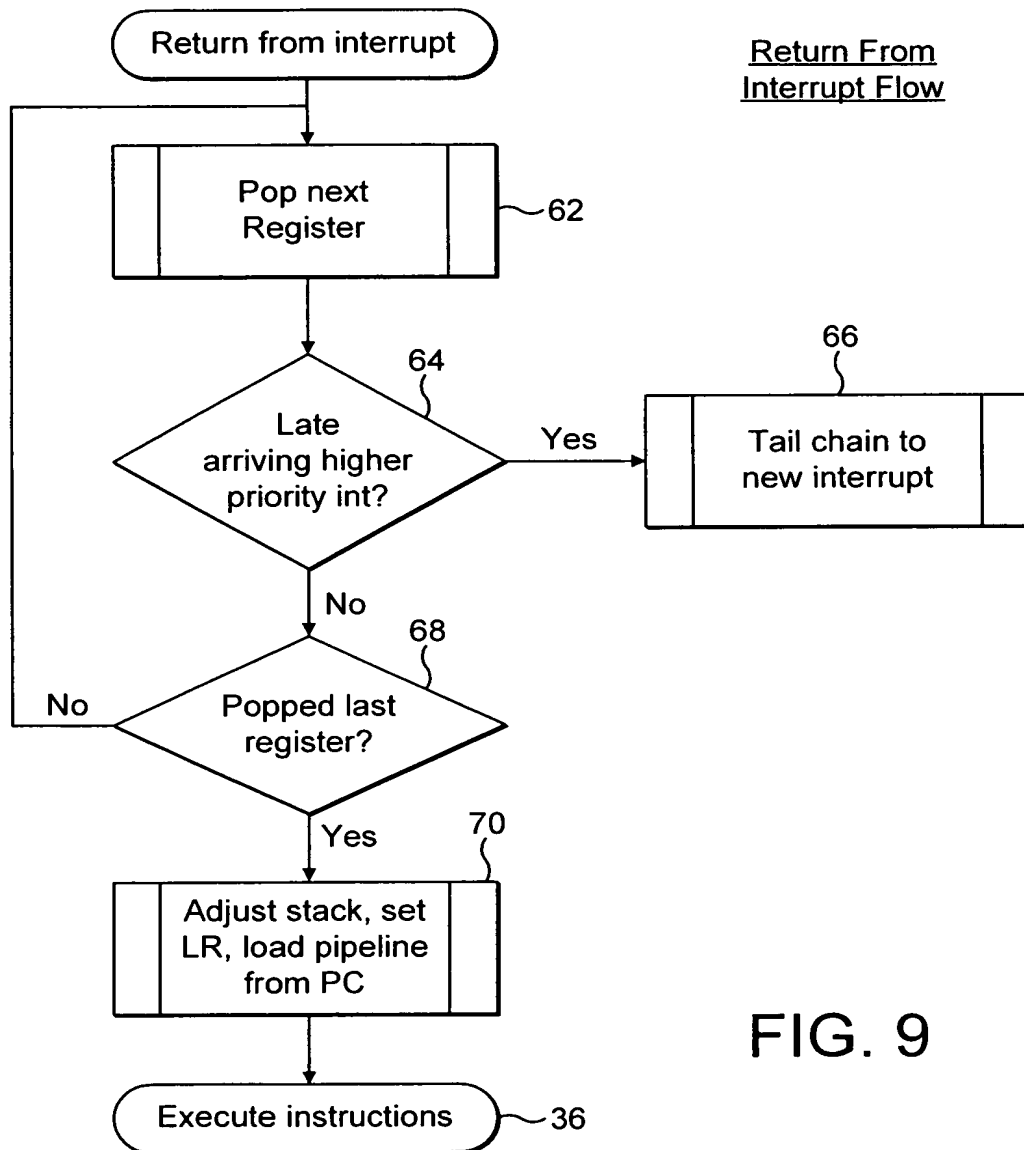 Return from interrupt
Return From
Interrupt Flow
Pop next
Register
62
64
Late
arriving higher
priority int?
Yes
66
Tail chain to
new interrupt
No
68
No
Popped last
register?
Yes
70
Adjust stack, set
LR, load pipeline
from PC
FIG. 9
Execute instructions
36